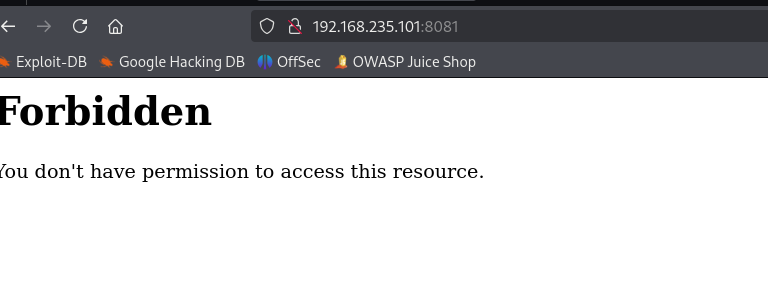 192.168.235.101:8081
Exploit-DB Google Hacking DB OffSec OWASP Juice Shop
Forbidden
You don't have permission to access this resource.